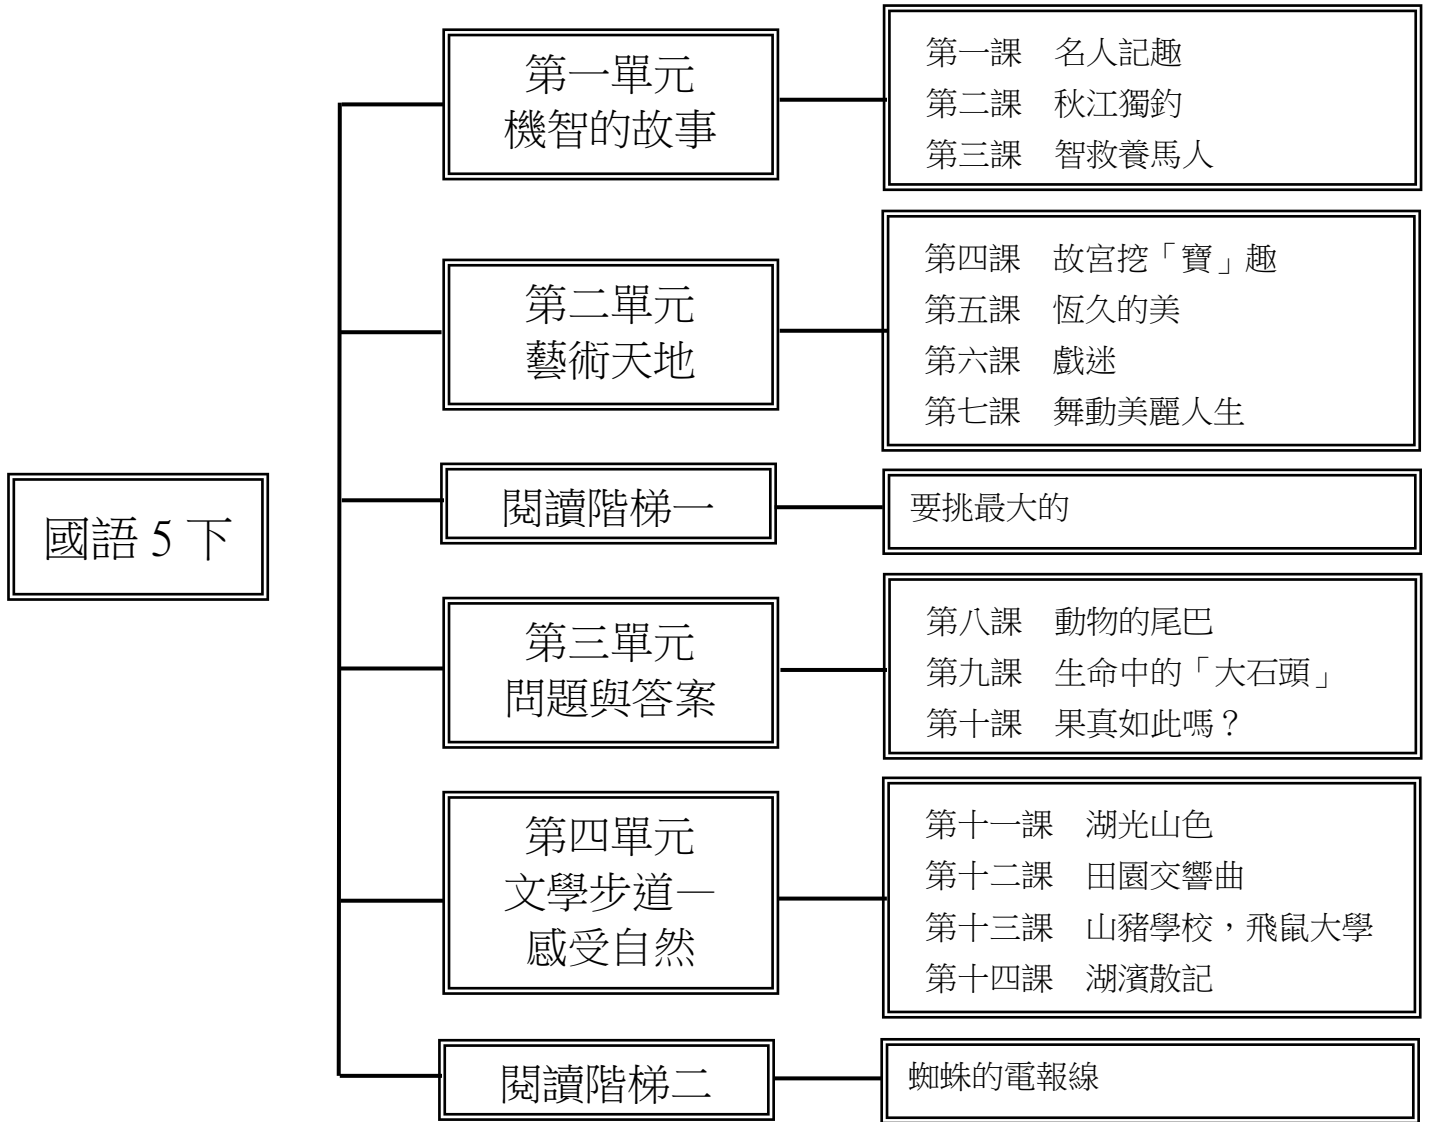 國語 5 下
第一單元
機智的故事
第一課　名人記趣
第二課　秋江獨釣
第三課　智救養馬人
第二單元
藝術天地
第四課　故宮挖「寶」趣
第五課　恆久的美
第六課　戲迷
第七課　舞動美麗人生
閱讀階梯一
要挑最大的
第三單元
問題與答案
第八課　動物的尾巴
第九課　生命中的「大石頭」
第十課　果真如此嗎？
第四單元
文學步道—
感受自然
第十一課　湖光山色
第十二課　田園交響曲
第十三課　山豬學校，飛鼠大學
第十四課　湖濱散記
閱讀階梯二
蜘蛛的電報線